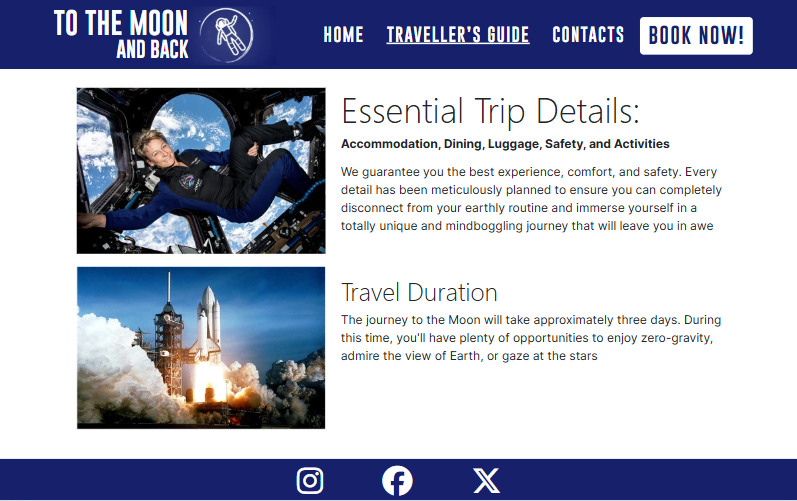 TO THE MOON
AND BACK
HOME
TRAVELLER'S GUIDE
CONTACTS
BOOK NOW!
Essential Trip Details:
Accommodation, Dining, Luggage, Safety, and Activities
We guarantee you the best experience, comfort, and safety. Every
detail has been meticulously planned to ensure you can completely
disconnect from your earthly routine and immerse yourself in a
totally unique and mindboggling journey that will leave you in awe
Travel Duration
The journey to the Moon will take approximately three days. During
this time, you'll have plenty of opportunities to enjoy zero-gravity,
admire the view of Earth, or gaze at the stars